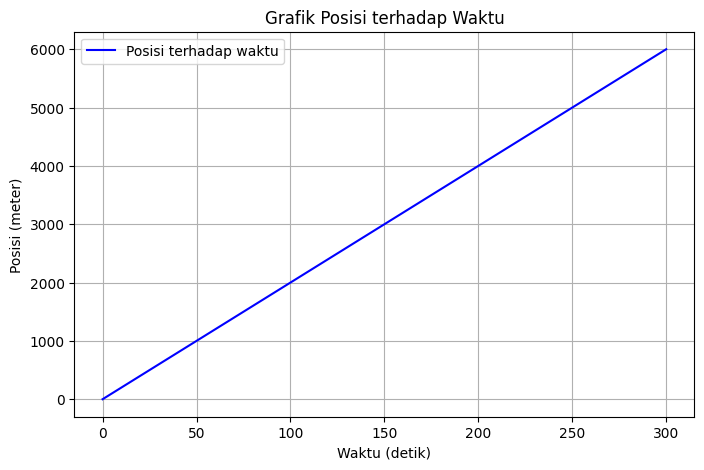 Grafik Posisi terhadap Waktu
Posisi terhadap waktu
Posisi (meter)
6000
5000
4000
3000
2000
1000
0
0 50 100 150 200 250 300
Waktu (detik)